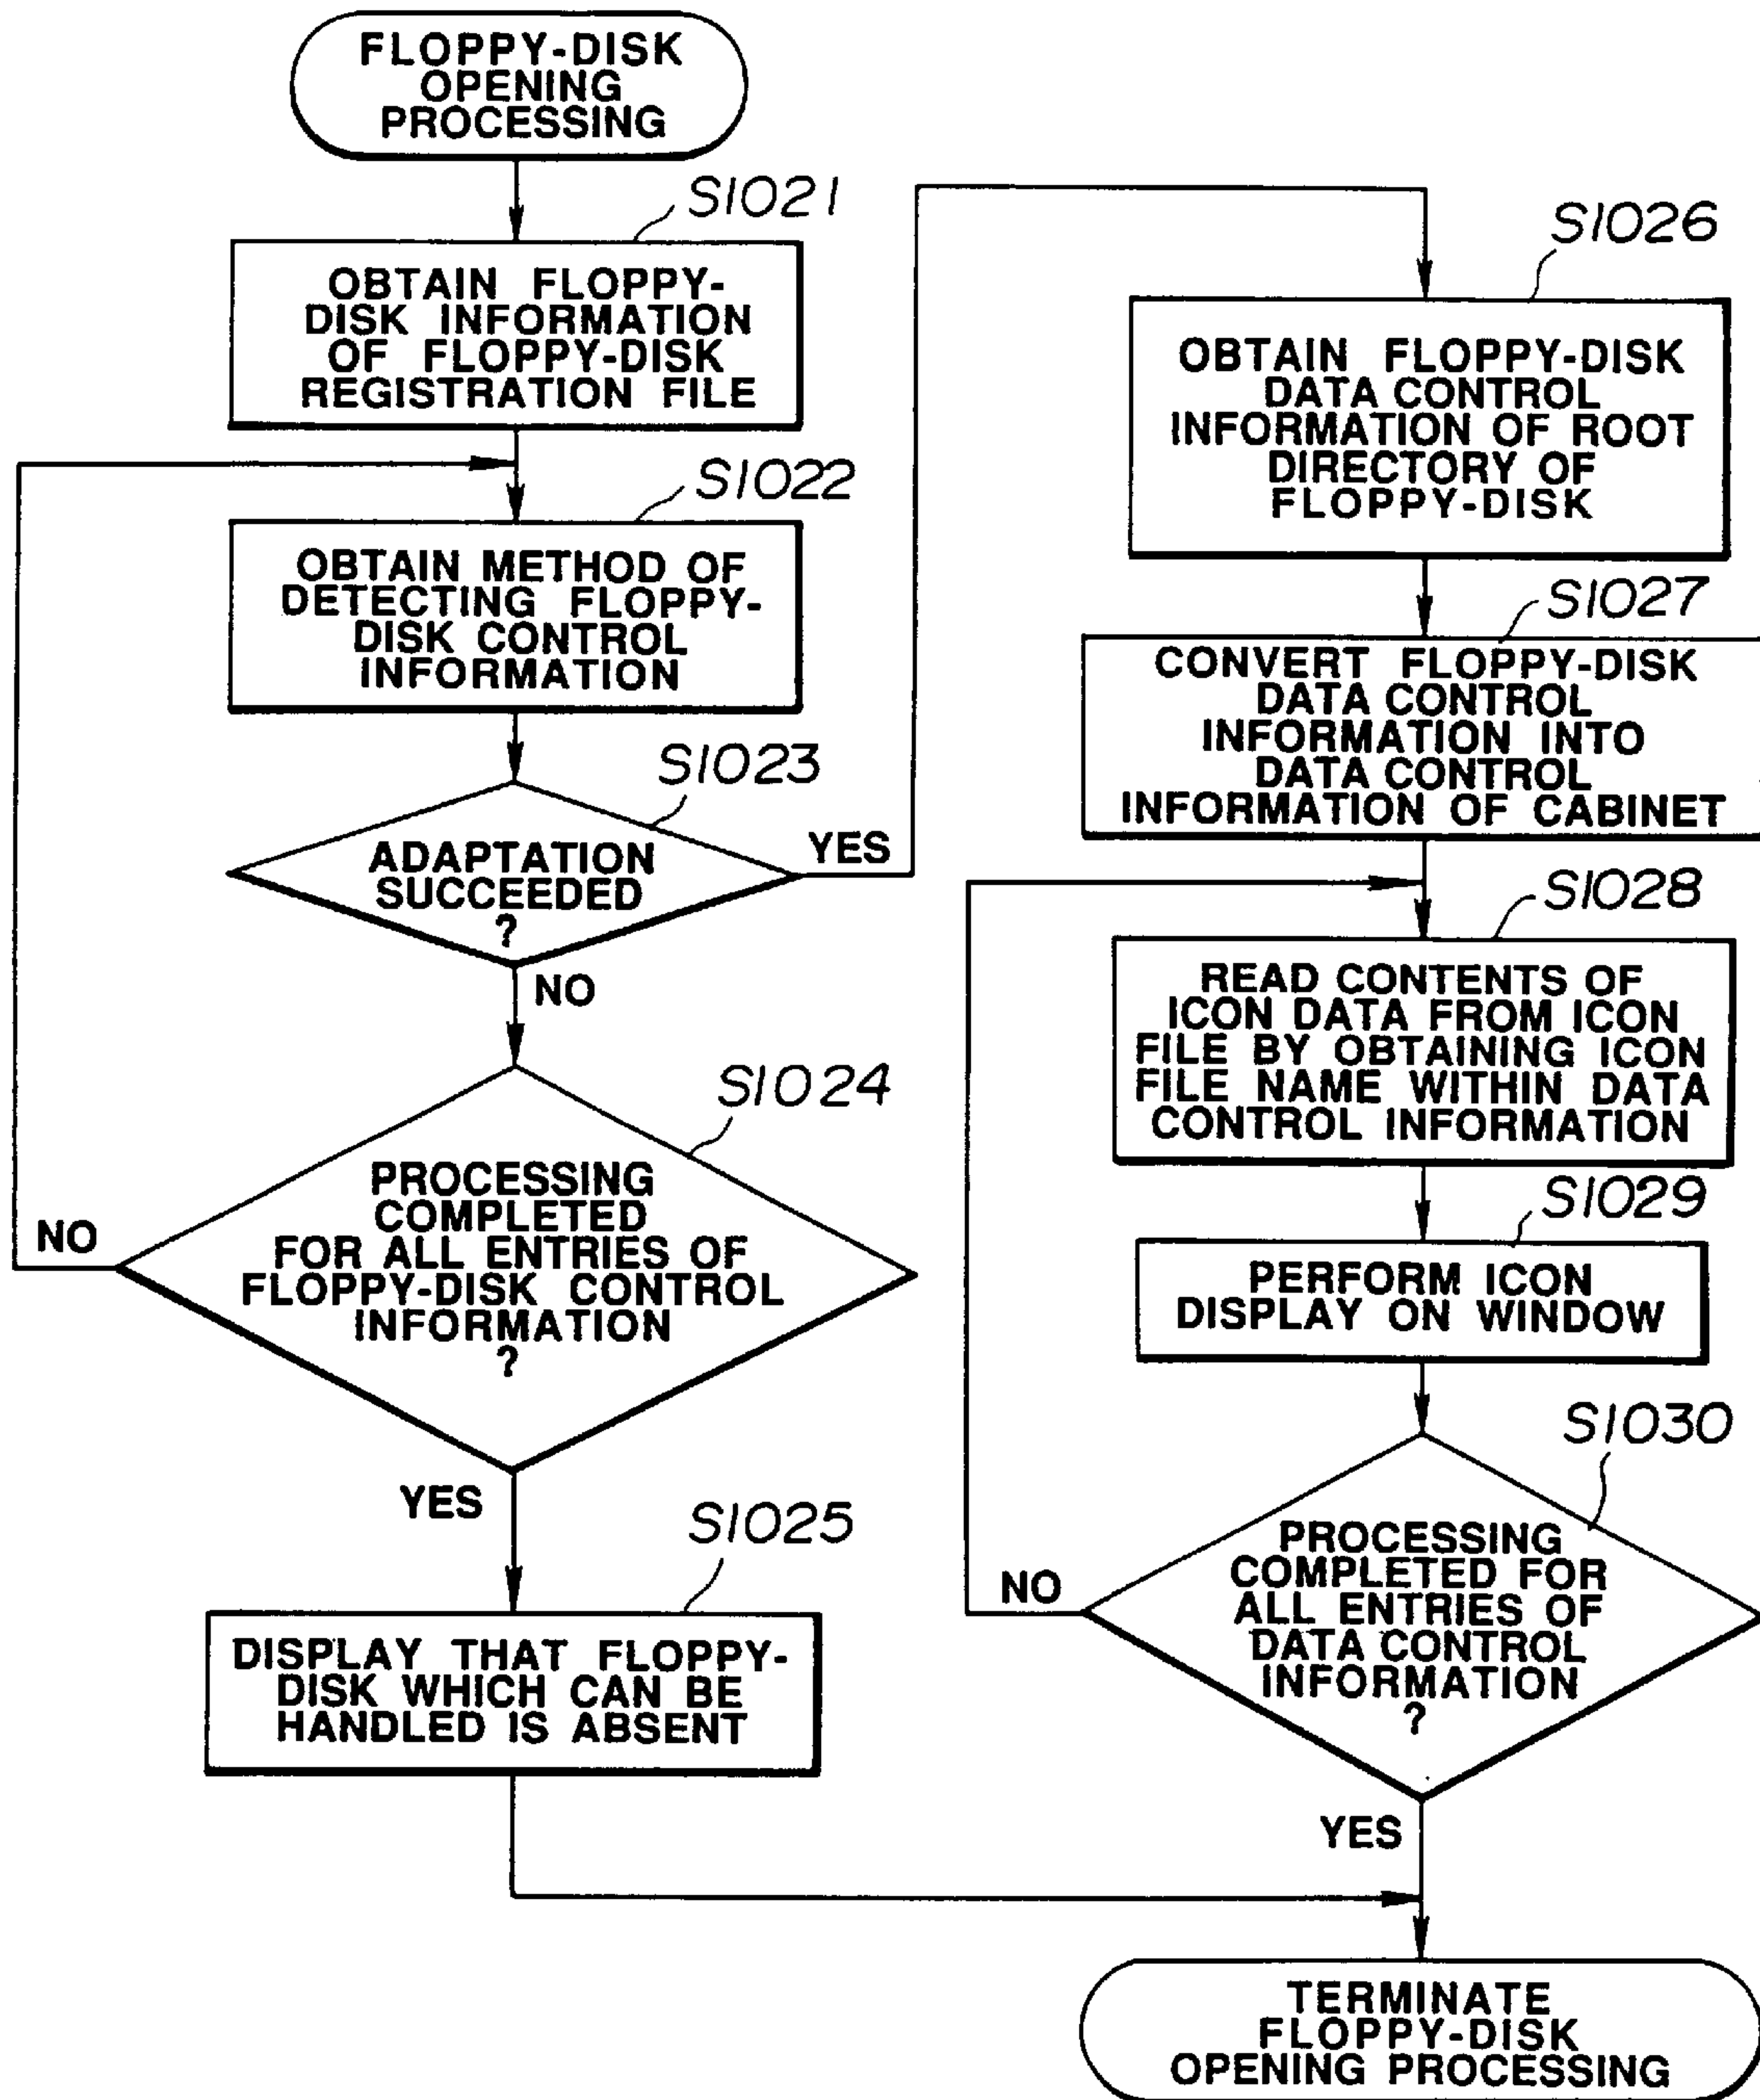 FLOPPY-DISK
OPENING
PROCESSING
S1021
OBTAIN FLOPPY-
DISK INFORMATION
OF FLOPPY-DISK
REGISTRATION FILE
S1022
OBTAIN METHOD OF
DETECTING FLOPPY-
DISK CONTROL
INFORMATION
S1023
ADAPTATION
SUCCEEDED
?
YES
NO
S1024
PROCESSING
COMPLETED
FOR ALL ENTRIES OF
FLOPPY-DISK CONTROL
INFORMATION
?
NO
YES
S1025
DISPLAY THAT FLOPPY-
DISK WHICH CAN BE
HANDLED IS ABSENT
S1026
OBTAIN FLOPPY-DISK
DATA CONTROL
INFORMATION OF ROOT
DIRECTORY OF
FLOPPY-DISK
S1027
CONVERT FLOPPY-DISK
DATA CONTROL
INFORMATION INTO
DATA CONTROL
INFORMATION OF CABINET
S1028
READ CONTENTS OF
ICON DATA FROM ICON
FILE BY OBTAINING ICON
FILE NAME WITHIN DATA
CONTROL INFORMATION
S1029
PERFORM ICON
DISPLAY ON WINDOW
S1030
PROCESSING
COMPLETED FOR
ALL ENTRIES OF
DATA CONTROL
INFORMATION
?
NO
YES
TERMINATE
FLOPPY-DISK
OPENING PROCESSING